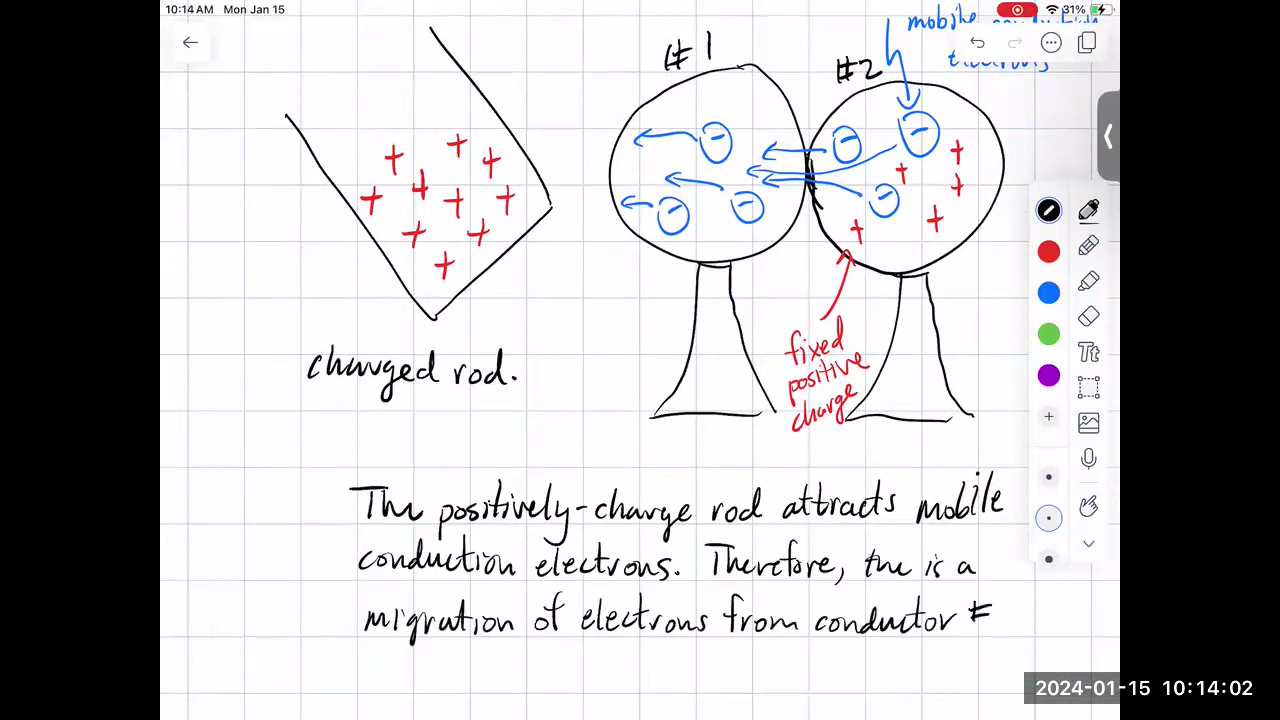 10:14 AM Mon Jan 15
31%
mobile conduction
electrons
#1
#2
fixed
positive
charge
charged rod.
Tt
The positively-charge rod attracts mobile
conduction electrons. Therefore, the is a
migration of electrons from conductor #
2024-01-15 10:14:02